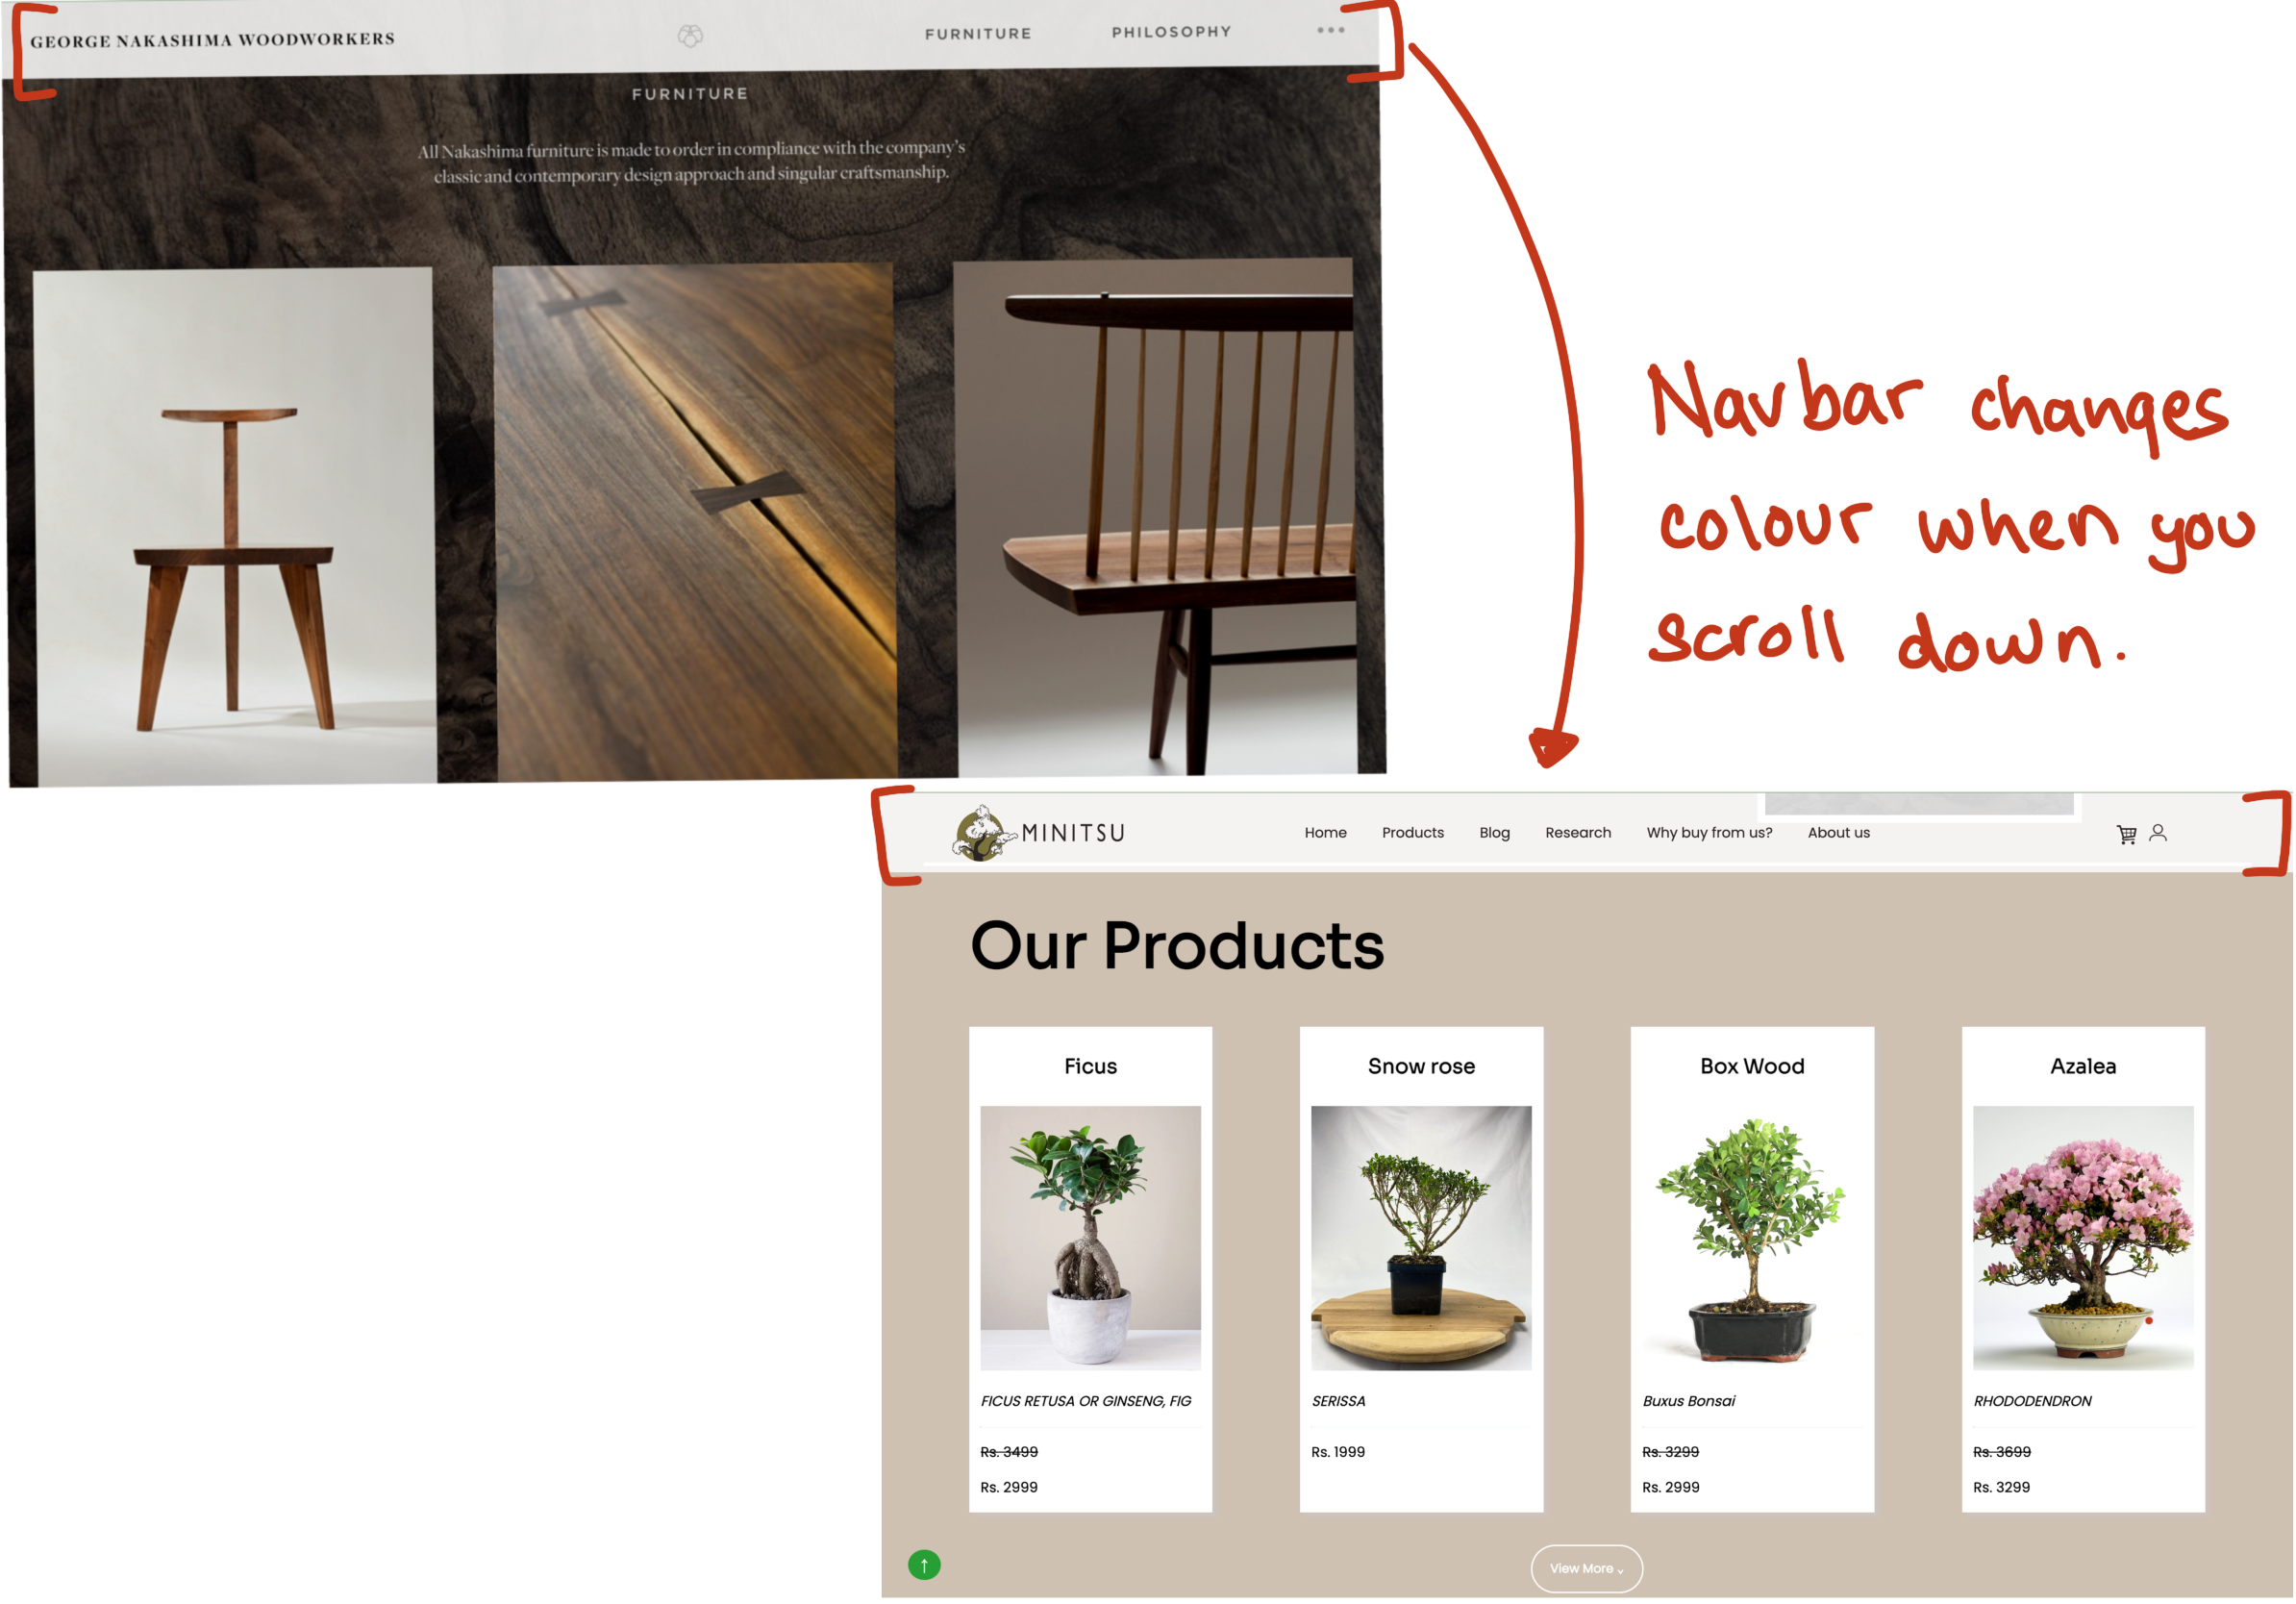 GEORGE NAKASHIMA WOODWORKERS
FURNITURE
PHILOSOPHY
FURNITURE
All Nakashima furniture is made to order in compliance with the company's
classic and contemporary design approach and singular craftsmanship.
Navbar changes
colour when you
scroll down.
MINITSU
Home
Products
Blog
Research
Why buy from us?
About us
Our Products
Ficus
FICUS RETUSA OR GINSENG, FIG
Rs. 3499
Rs. 2999
Snow rose
SERISSA
Rs. 1999
Box Wood
Buxus Bonsai
Rs. 3299
Rs. 2999
Azalea
RHODODENDRON
Rs. 3699
Rs. 3299
View More